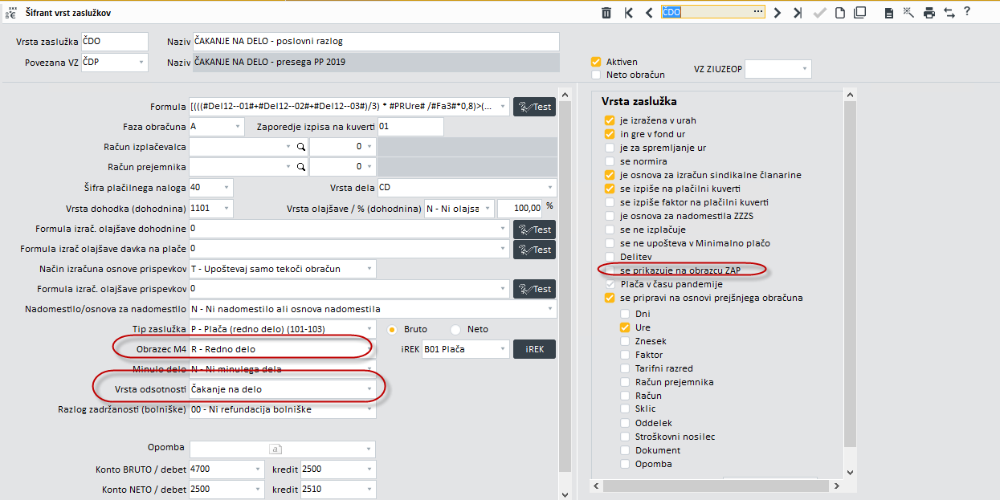 Šifrant vrst zaslužkov
ČDO ... ?
Vrsta zaslužka ČDO Naziv ČAKANJE NA DELO - poslovni razlog
Povezana VZ ČDP Naziv ČAKANJE NA DELO - presega PP 2019
Aktiven
Neto obračun
VZ ZIUZEOP
Formula [(((#Del12--01#+#Del12--02#+#Del12--03#)/3) * #PRUre# /#Fa3#*0,8)>(... Test
Faza obračuna A Zaporedje izpisa na kuverti 01
Račun izplačevalca 0
Račun prejemnika 0
Šifra plačilnega naloga 40 Vrsta dela CD
Vrsta dohodka (dohodnina) 1101 Vrsta olajšave / % (dohodnina) N - Ni olajsa 100,00 %
Formula izrač. olajšave dohodnine 0 Test
Formula izrač olajšave davka na plače 0 Test
Način izračuna osnove prispevkov T - Upoštevaj samo tekoči obračun
Formula izrač. olajšave prispevkov 0 Test
Nadomestilo/osnova za nadomestilo N - Ni nadomestilo ali osnova nadomestila
Tip zaslužka P - Plača (redno delo) (101-103) Bruto Neto
Obrazec M4 R - Redno delo iREK B01 Plača iREK
Minulo delo N - Ni minulega dela
Vrsta odsotnosti Čakanje na delo
Razlog zadržanosti (bolniške) 00 - Ni refundacija bolniške
Opomba a
Konto BRUTO / debet 4700 kredit 2500
Konto NETO / debet 2500 kredit 2510
Vrsta zaslužka
je izražena v urah
in gre v fond ur
je za spremljanje ur
se normira
je osnova za izračun sindikalne članarine
se izpiše na plačilni kuverti
se izpiše faktor na plačilni kuverti
je osnova za nadomestila ZZZS
se ne izplačuje
se ne upošteva v Minimalno plačo
Delitev
se prikazuje na obrazcu ZAP
Plača v času pandemije
se pripravi na osnovi prejšnjega obračuna
Dni
Ure
Znesek
Faktor
Tarifni razred
Račun prejemnika
Račun
Sklic
Oddelek
Stroškovni nosilec
Dokument
Opomba